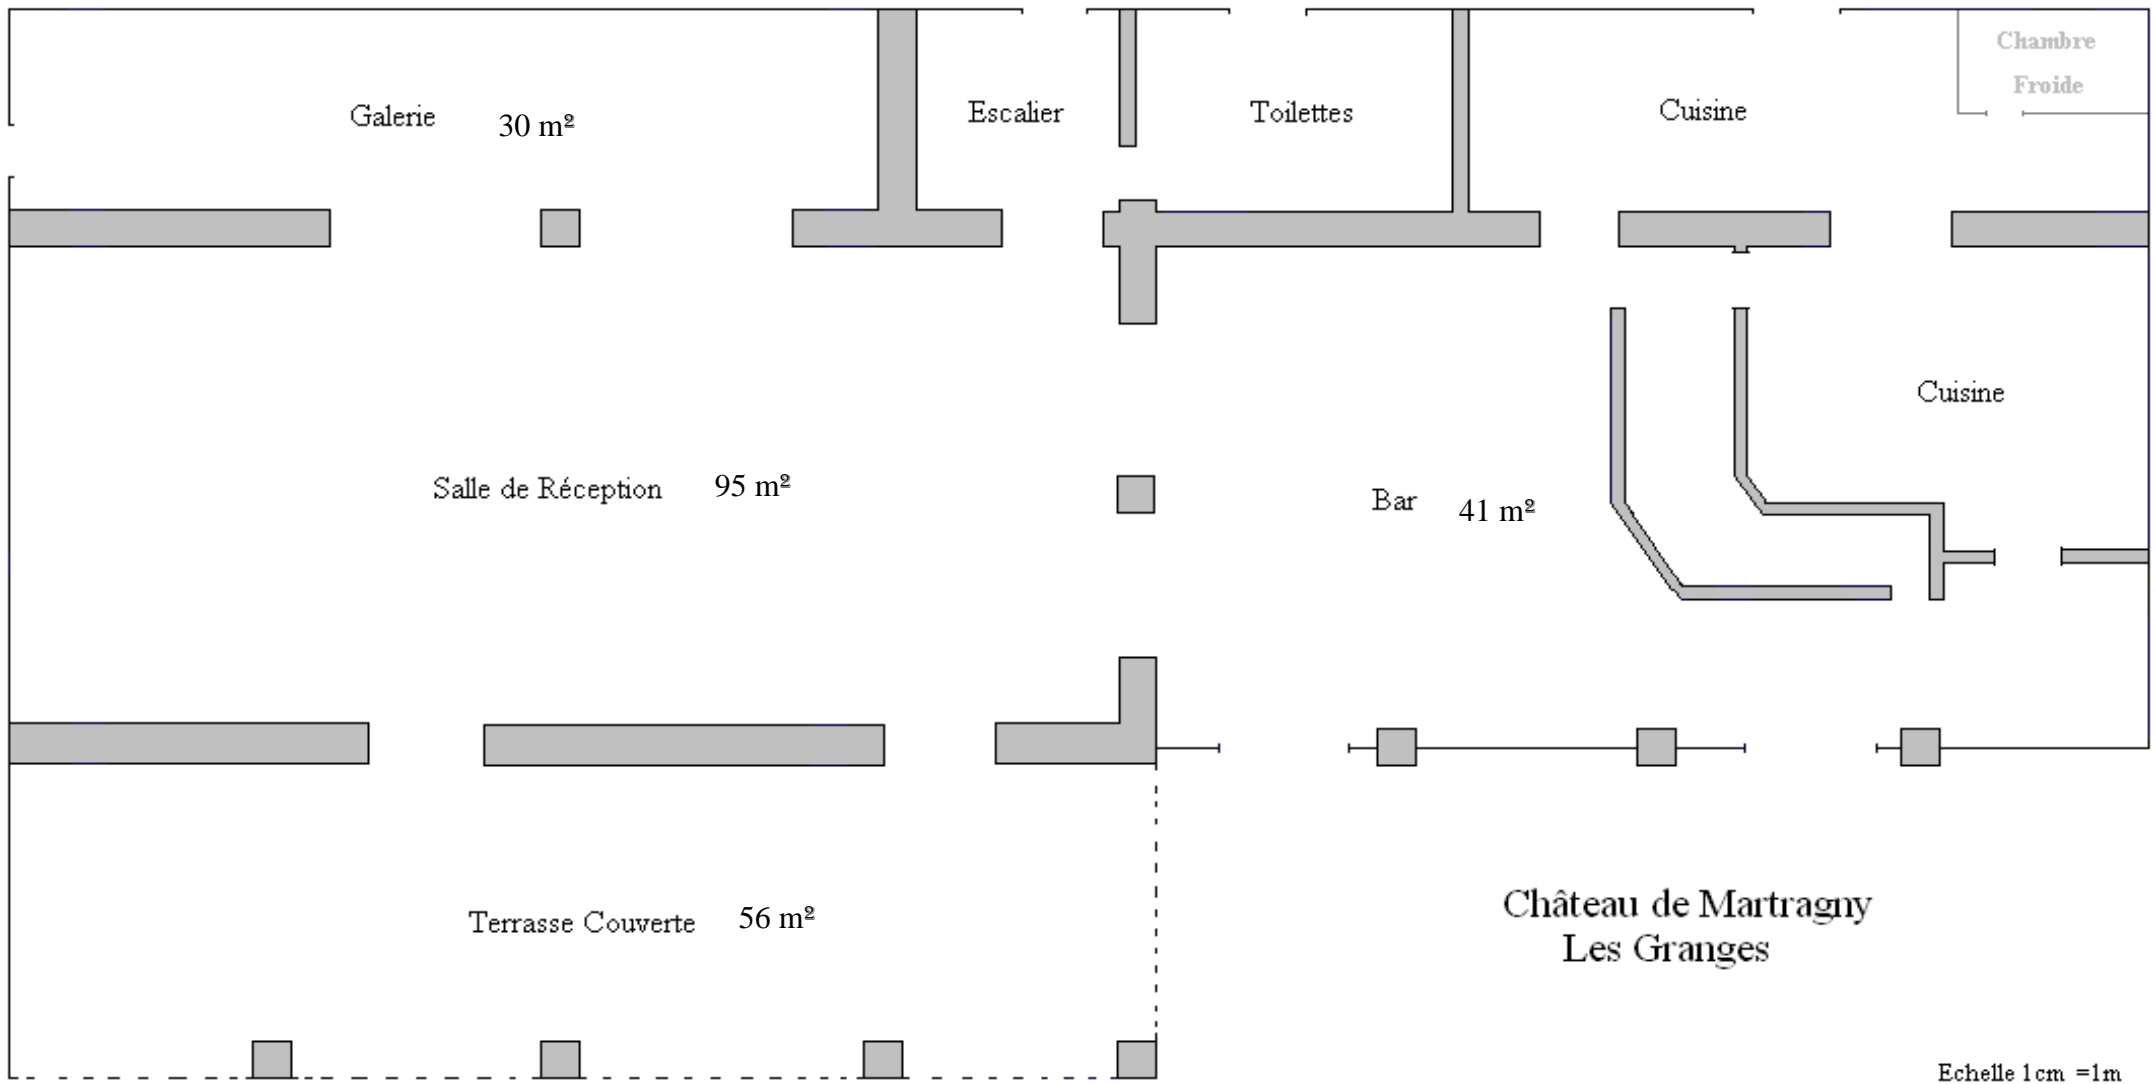 Chambre
Froide
Galerie 30 m²
Escalier
Toilettes
Cuisine
Cuisine
Salle de Réception 95 m²
Bar 41 m²
Terrasse Couverte 56 m²
Château de Martragny
Les Granges
Echelle 1cm =1m